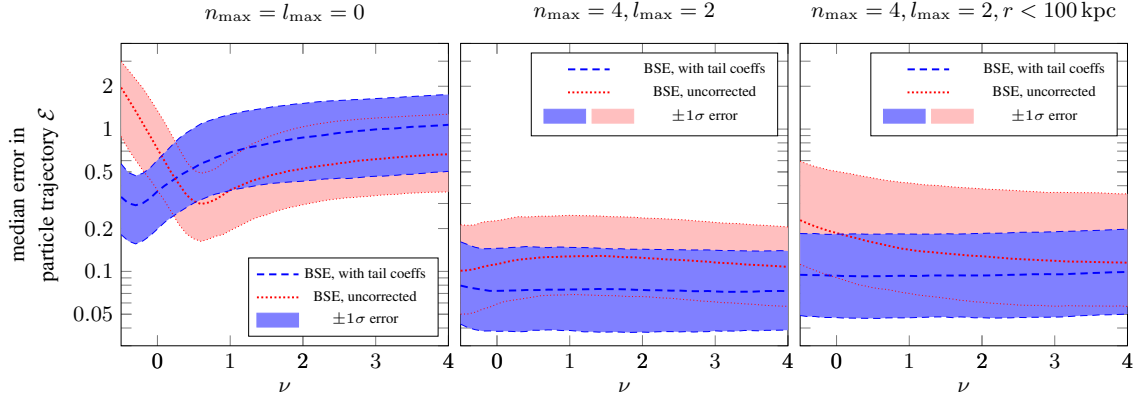 n_max = l_max = 0
n_max = 4, l_max = 2
n_max = 4, l_max = 2, r < 100 kpc
median error in
particle trajectory ℰ
2
1
0.5
0.2
0.1
0.05
BSE, with tail coeffs
BSE, uncorrected
±1σ error
0 1 2 3 4
ν
BSE, with tail coeffs
BSE, uncorrected
±1σ error
0 1 2 3 4
ν
BSE, with tail coeffs
BSE, uncorrected
±1σ error
0 1 2 3 4
ν